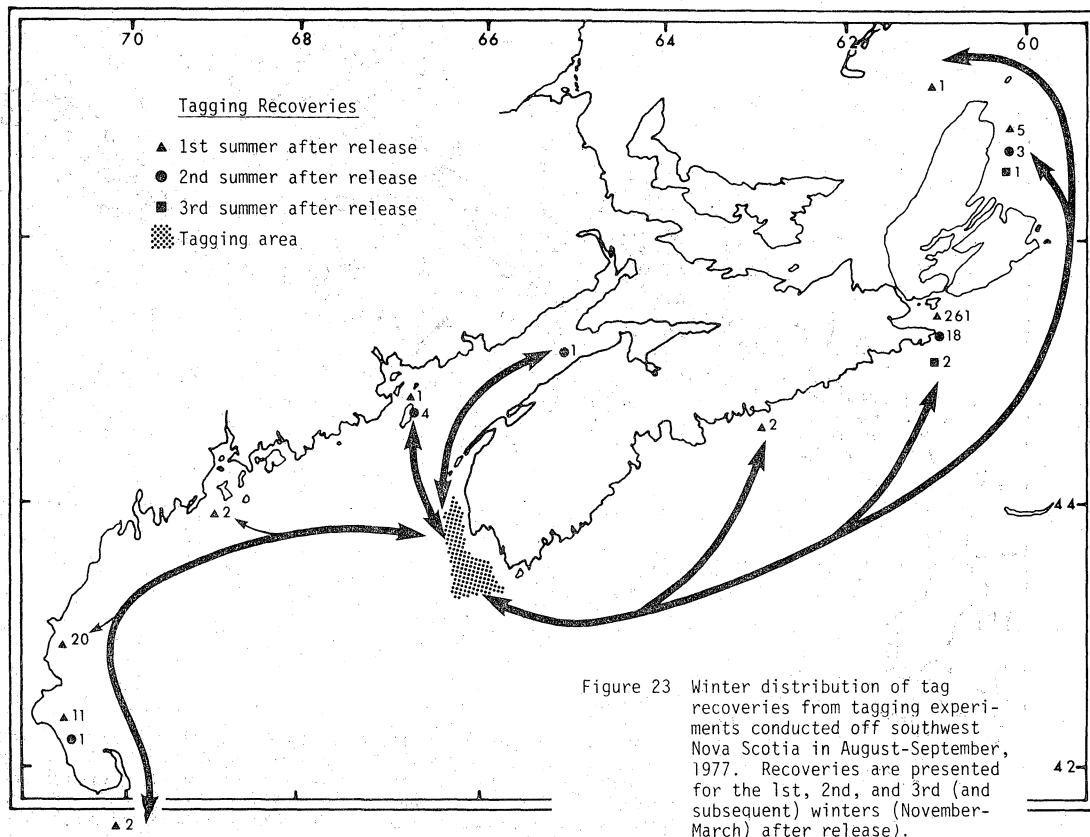 70 68 66 64 62 60
Tagging Recoveries
▲ 1st summer after release
● 2nd summer after release
■ 3rd summer after release
Tagging area
1
5
3
1
261
18
2
1
1
4
2
2
44
20
11
1
42
2
Figure 23 Winter distribution of tag
recoveries from tagging experi-
ments conducted off southwest
Nova Scotia in August-September,
1977. Recoveries are presented
for the 1st, 2nd, and 3rd (and
subsequent) winters (November-
March) after release).